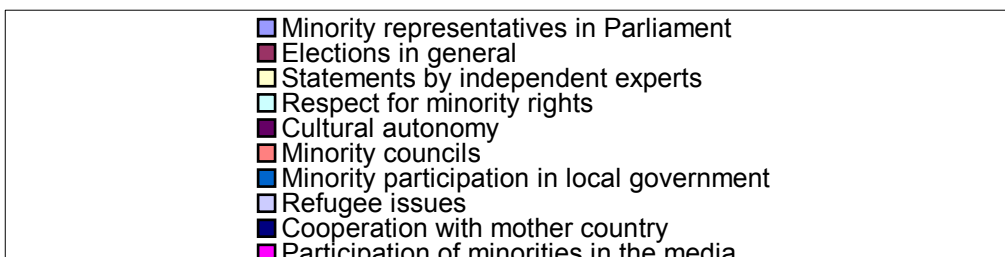 Minority representatives in Parliament
Elections in general
Statements by independent experts
Respect for minority rights
Cultural autonomy
Minority councils
Minority participation in local government
Refugee issues
Cooperation with mother country
Participation of minorities in the media